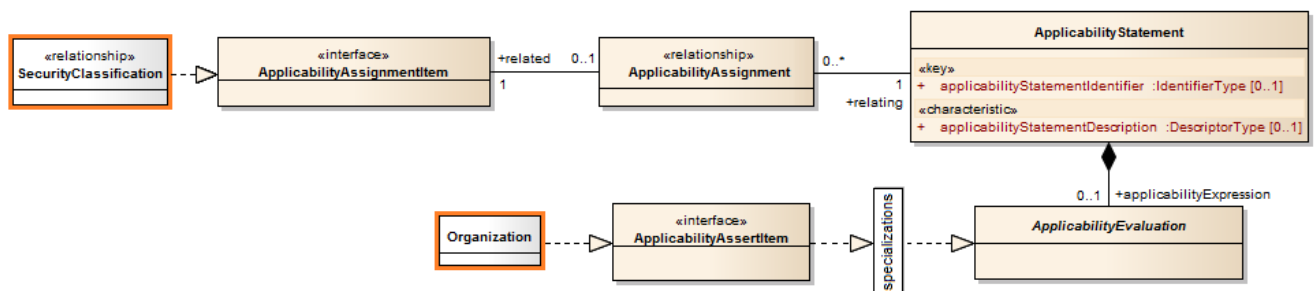 «relationship»
SecurityClassification
«interface»
ApplicabilityAssignmentItem
+related
0..1
1
«relationship»
ApplicabilityAssignment
0..*
1
+relating
ApplicabilityStatement
«key»
+ applicabilityStatementIdentifier :IdentifierType [0..1]
«characteristic»
+ applicabilityStatementDescription :DescriptorType [0..1]
0..1
+applicabilityExpression
Organization
«interface»
ApplicabilityAssertItem
specializations
ApplicabilityEvaluation